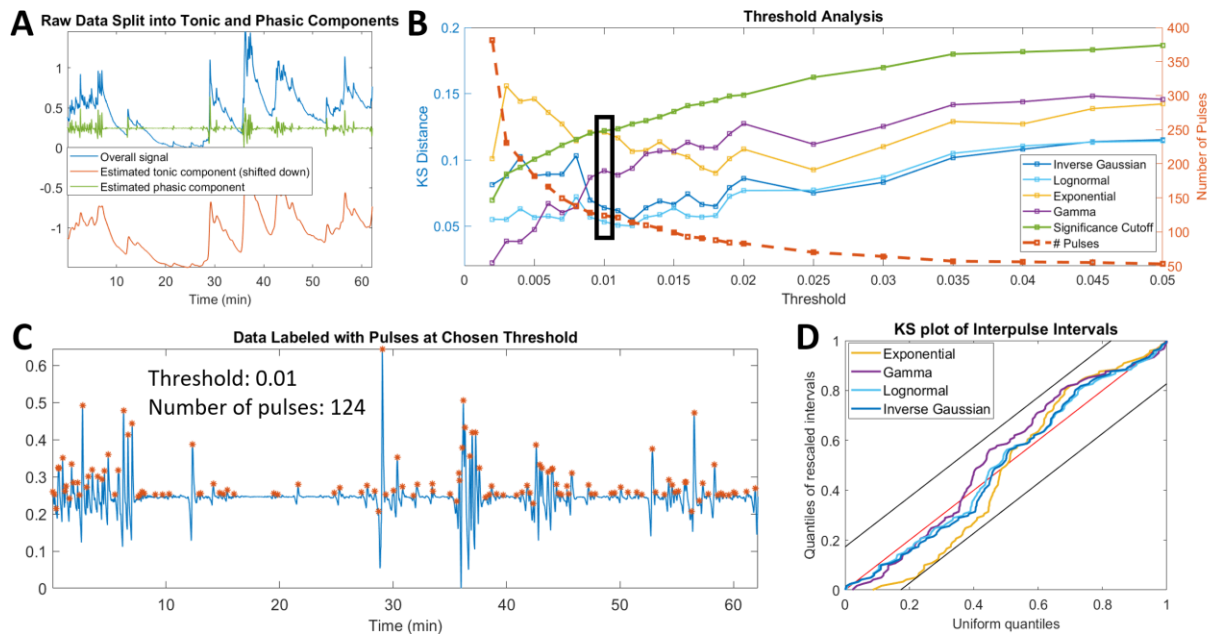 A
Raw Data Split into Tonic and Phasic Components
1
0.5
0
-0.5
-1
Overall signal
Estimated tonic component (shifted down)
Estimated phasic component
10 20 30 40 50 60
Time (min)
B
Threshold Analysis
KS Distance
0.2
0.15
0.1
0.05
Number of Pulses
400
350
300
250
200
150
100
50
Inverse Gaussian
Lognormal
Exponential
Gamma
Significance Cutoff
# Pulses
0 0.005 0.01 0.015 0.02 0.025 0.03 0.035 0.04 0.045 0.05
Threshold
C
Data Labeled with Pulses at Chosen Threshold
Threshold: 0.01
Number of pulses: 124
0.6
0.5
0.4
0.3
0.2
0.1
0
10 20 30 40 50 60
Time (min)
D
KS plot of Interpulse Intervals
Quantiles of rescaled intervals
1
0.8
0.6
0.4
0.2
0
Exponential
Gamma
Lognormal
Inverse Gaussian
0 0.2 0.4 0.6 0.8 1
Uniform quantiles